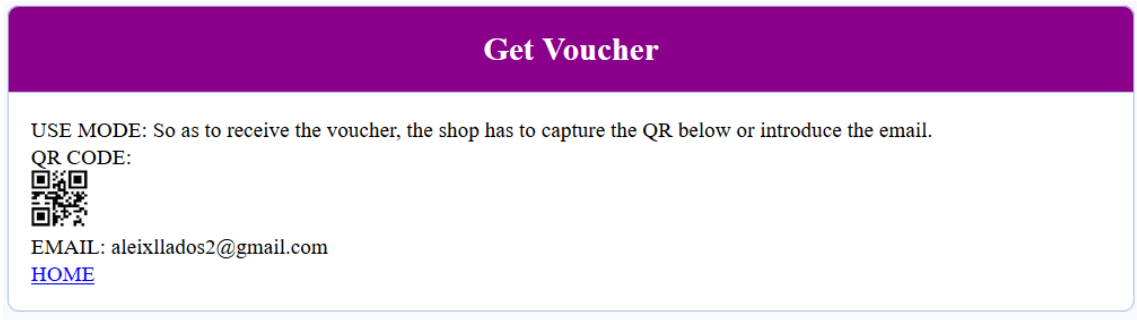 Get Voucher
USE MODE: So as to receive the voucher, the shop has to capture the QR below or introduce the email.
QR CODE:
EMAIL: aleixllados2@gmail.com
HOME